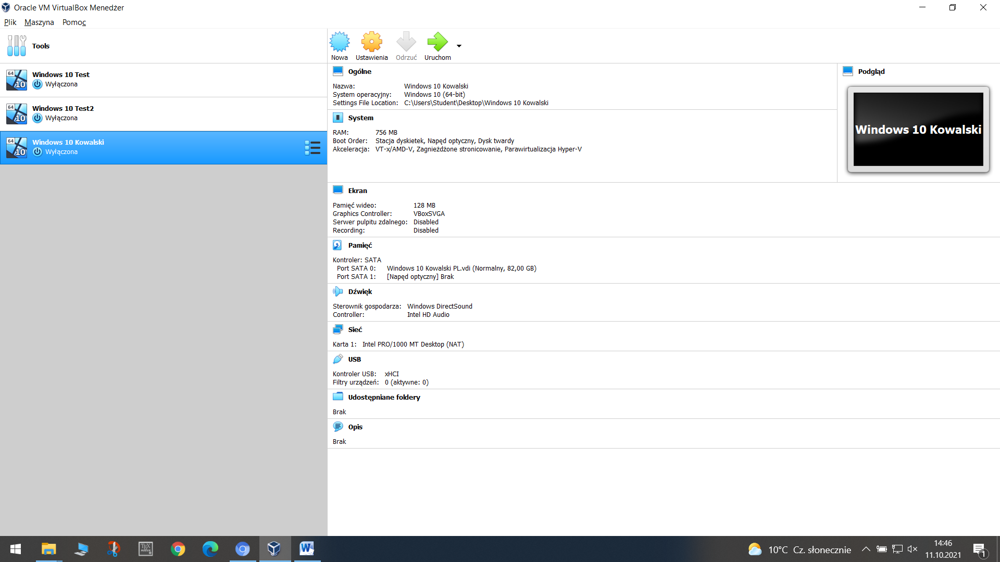 Oracle VM VirtualBox Menedżer
Plik Maszyna Pomoc
Tools
Windows 10 Test
Wyłączona
Windows 10 Test2
Wyłączona
Windows 10 Kowalski
Wyłączona
Nowa Ustawienia Odrzuć Uruchom
Ogólne
Nazwa: Windows 10 Kowalski
System operacyjny: Windows 10 (64-bit)
Settings File Location: C:\Users\Student\Desktop\Windows 10 Kowalski
System
RAM: 756 MB
Boot Order: Stacja dyskietek, Napęd optyczny, Dysk twardy
Akceleracja: VT-x/AMD-V, Zagnieżdżone stronicowanie, Parawirtualizacja Hyper-V
Podgląd
Windows 10 Kowalski
Ekran
Pamięć wideo: 128 MB
Graphics Controller: VBoxSVGA
Serwer pulpitu zdalnego: Disabled
Recording: Disabled
Pamięć
Kontroler: SATA
Port SATA 0: Windows 10 Kowalski PL.vdi (Normalny, 82,00 GB)
Port SATA 1: [Napęd optyczny] Brak
Dźwięk
Sterownik gospodarza: Windows DirectSound
Controller: Intel HD Audio
Sieć
Karta 1: Intel PRO/1000 MT Desktop (NAT)
USB
Kontroler USB: xHCI
Filtry urządzeń: 0 (aktywne: 0)
Udostępniane foldery
Brak
Opis
Brak
10°C Cz. słonecznie
14:46
11.10.2021
1